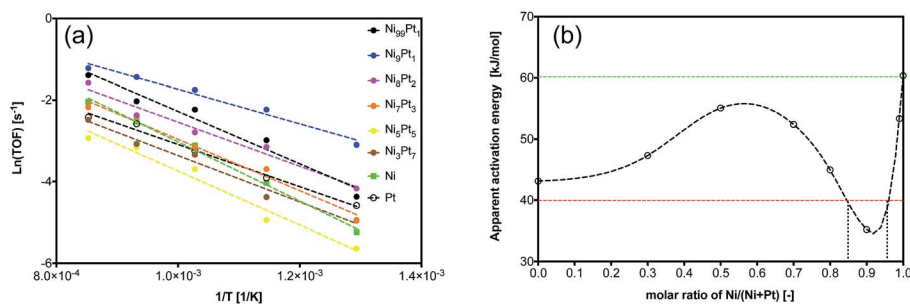 (a)
Ln(TOF) [s⁻¹]
0
-2
-4
-6
8.0×10⁻⁴
1.0×10⁻³
1.2×10⁻³
1.4×10⁻³
1/T [1/K]
Ni₉₉Pt₁
Ni₉Pt₁
Ni₈Pt₂
Ni₇Pt₃
Ni₅Pt₅
Ni₃Pt₇
Ni
Pt
(b)
Apparent activation energy [kJ/mol]
70
60
50
40
30
0.0 0.1 0.2 0.3 0.4 0.5 0.6 0.7 0.8 0.9 1.0
molar ratio of Ni/(Ni+Pt) [-]